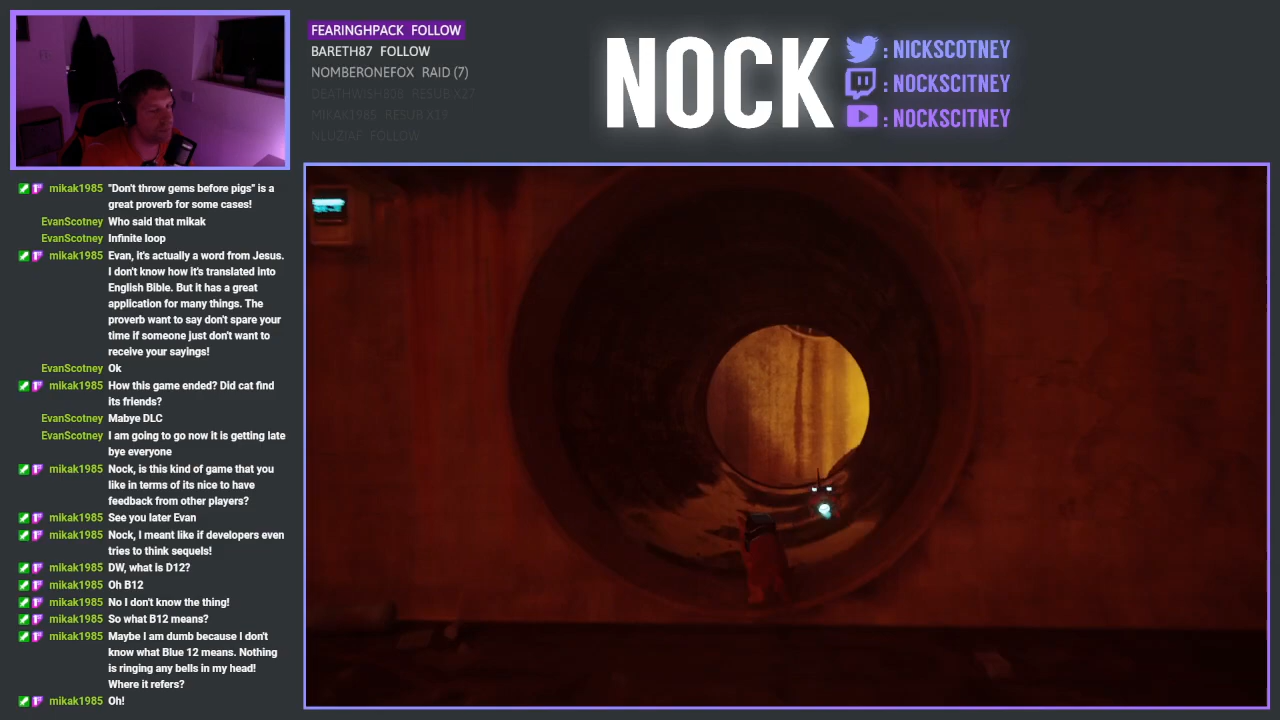 FEARINGHPACK FOLLOW
BARETH87 FOLLOW
NOMBERONEFOX RAID (7)
DEATHWISH808 RESUB X27
MIKAK1985 RESUB X19
NLUZIAF FOLLOW
NOCK
: NICKSCOTNEY
: NOCKSCITNEY
: NOCKSCITNEY
mikak1985 "Don't throw gems before pigs" is a
great proverb for some cases!
EvanScotney Who said that mikak
EvanScotney Infinite loop
mikak1985 Evan, it's actually a word from Jesus.
I don't know how it's translated into
English Bible. But it has a great
application for many things. The
proverb want to say don't spare your
time if someone just don't want to
receive your sayings!
EvanScotney Ok
mikak1985 How this game ended? Did cat find
its friends?
EvanScotney Mabye DLC
EvanScotney I am going to go now it is getting late
bye everyone
mikak1985 Nock, is this kind of game that you
like in terms of its nice to have
feedback from other players?
mikak1985 See you later Evan
mikak1985 Nock, I meant like if developers even
tries to think sequels!
mikak1985 DW, what is D12?
mikak1985 Oh B12
mikak1985 No I don't know the thing!
mikak1985 So what B12 means?
mikak1985 Maybe I am dumb because I don't
know what Blue 12 means. Nothing
is ringing any bells in my head!
Where it refers?
mikak1985 Oh!